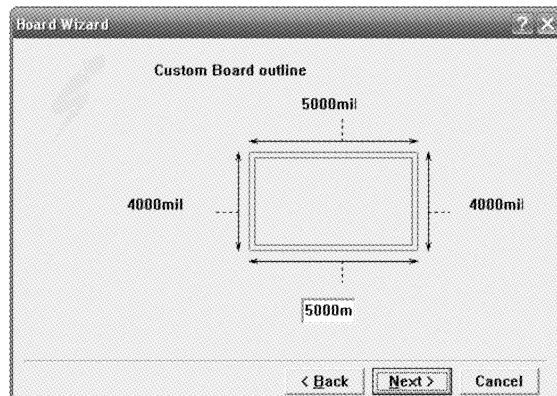 Board Wizard ? X
Custom Board outline
5000mil
4000mil 4000mil
5000m
< Back Next > Cancel